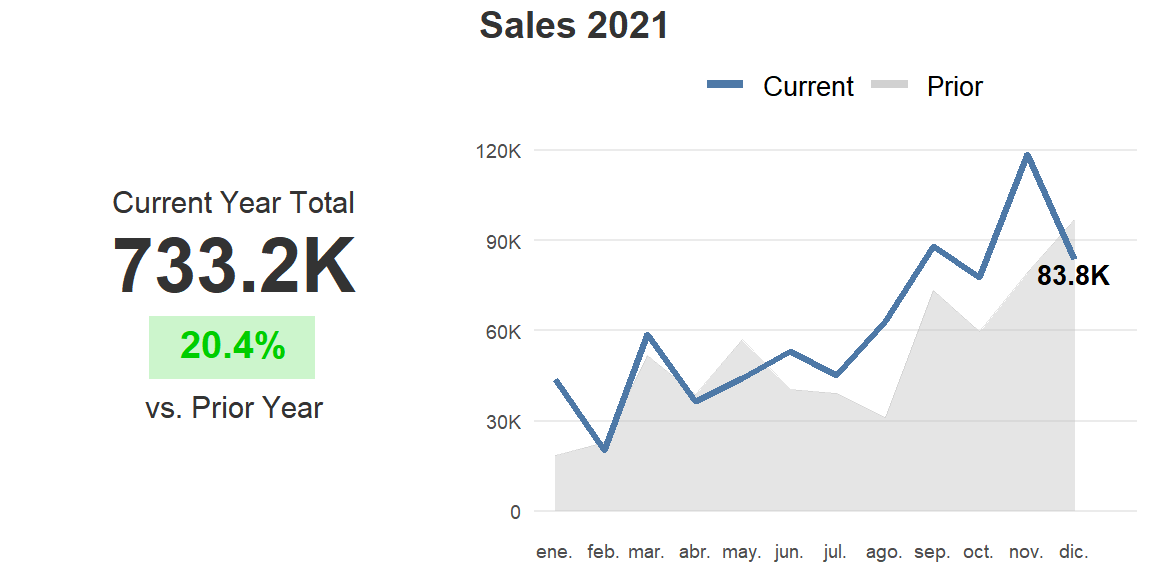 Sales 2021
Current Prior
Current Year Total
733.2K
20.4%
vs. Prior Year
120K
90K
60K
30K
0
83.8K
ene. feb. mar. abr. may. jun. jul. ago. sep. oct. nov. dic.